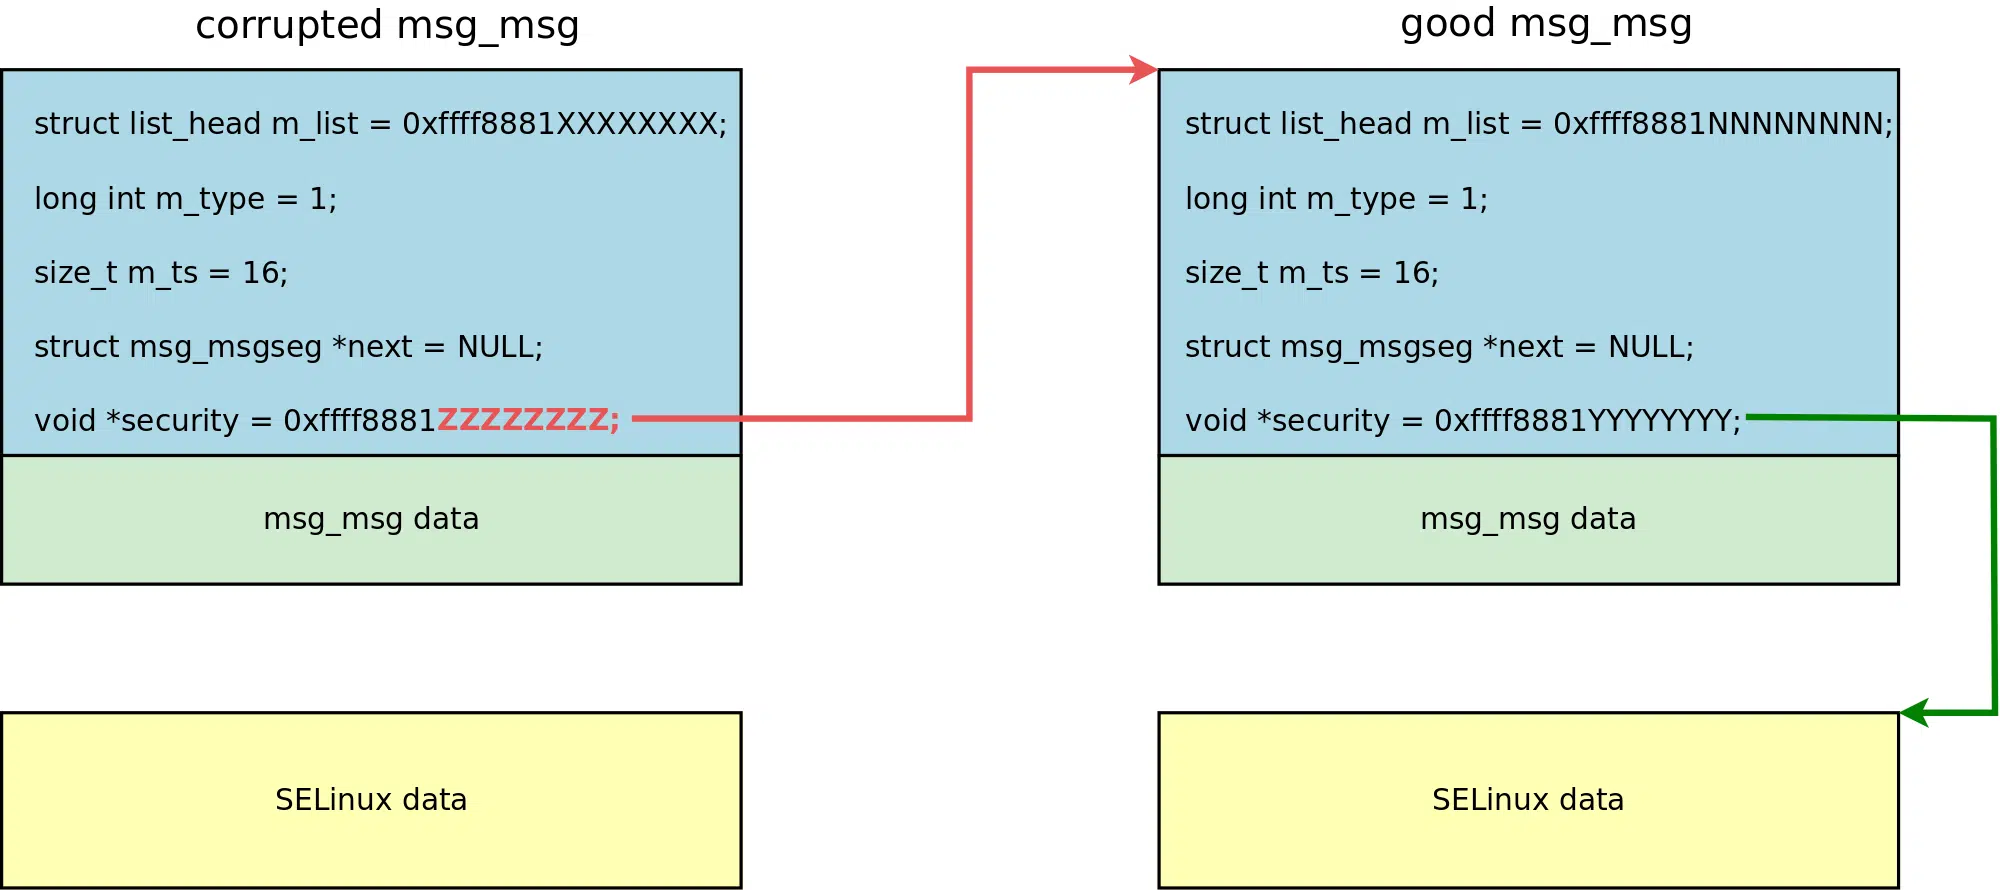 corrupted msg_msg
struct list_head m_list = 0xffff8881XXXXXXXX;
long int m_type = 1;
size_t m_ts = 16;
struct msg_msgseg *next = NULL;
void *security = 0xffff8881ZZZZZZZZ;
msg_msg data
SELinux data
good msg_msg
struct list_head m_list = 0xffff8881NNNNNNNN;
long int m_type = 1;
size_t m_ts = 16;
struct msg_msgseg *next = NULL;
void *security = 0xffff8881YYYYYYYY;
msg_msg data
SELinux data